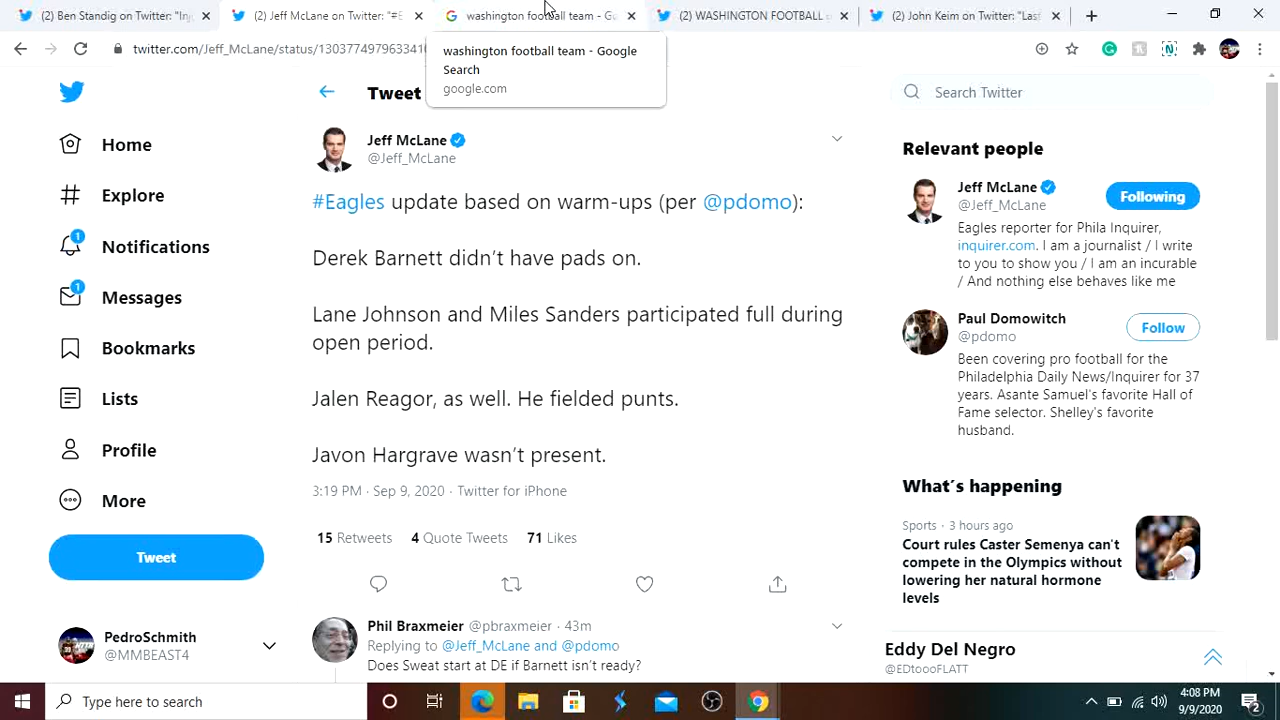 (2) Ben Standig on Twitter: "Inj
(2) Jeff McLane on Twitter: "#E
washington football team - Go
(2) WASHINGTON FOOTBALL
(2) John Keim on Twitter: "Last
twitter.com/Jeff_McLane/status/1303774979633410
washington football team - Google
Search
google.com
Home
Explore
1
Notifications
1
Messages
Bookmarks
Lists
Profile
More
Tweet
PedroSchmith
@MMBEAST4
Tweet
Jeff McLane
@Jeff_McLane
#Eagles update based on warm-ups (per @pdomo):
Derek Barnett didn't have pads on.
Lane Johnson and Miles Sanders participated full during
open period.
Jalen Reagor, as well. He fielded punts.
Javon Hargrave wasn't present.
3:19 PM · Sep 9, 2020 · Twitter for iPhone
15 Retweets 4 Quote Tweets 71 Likes
Phil Braxmeier @pbraxmeier · 43m
Replying to @Jeff_McLane and @pdomo
Does Sweat start at DE if Barnett isn't ready?
Search Twitter
Relevant people
Jeff McLane
@Jeff_McLane
Following
Eagles reporter for Phila Inquirer,
inquirer.com. I am a journalist / I write
to you to show you / I am an incurable
/ And nothing else behaves like me
Paul Domowitch
@pdomo
Follow
Been covering pro football for the
Philadelphia Daily News/Inquirer for 37
years. Asante Samuel's favorite Hall of
Fame selector. Shelley's favorite
husband.
What's happening
Sports · 3 hours ago
Court rules Caster Semenya can't
compete in the Olympics without
lowering her natural hormone
levels
Eddy Del Negro
@EDtoooFLATT
Type here to search
4:08 PM
9/9/2020
2